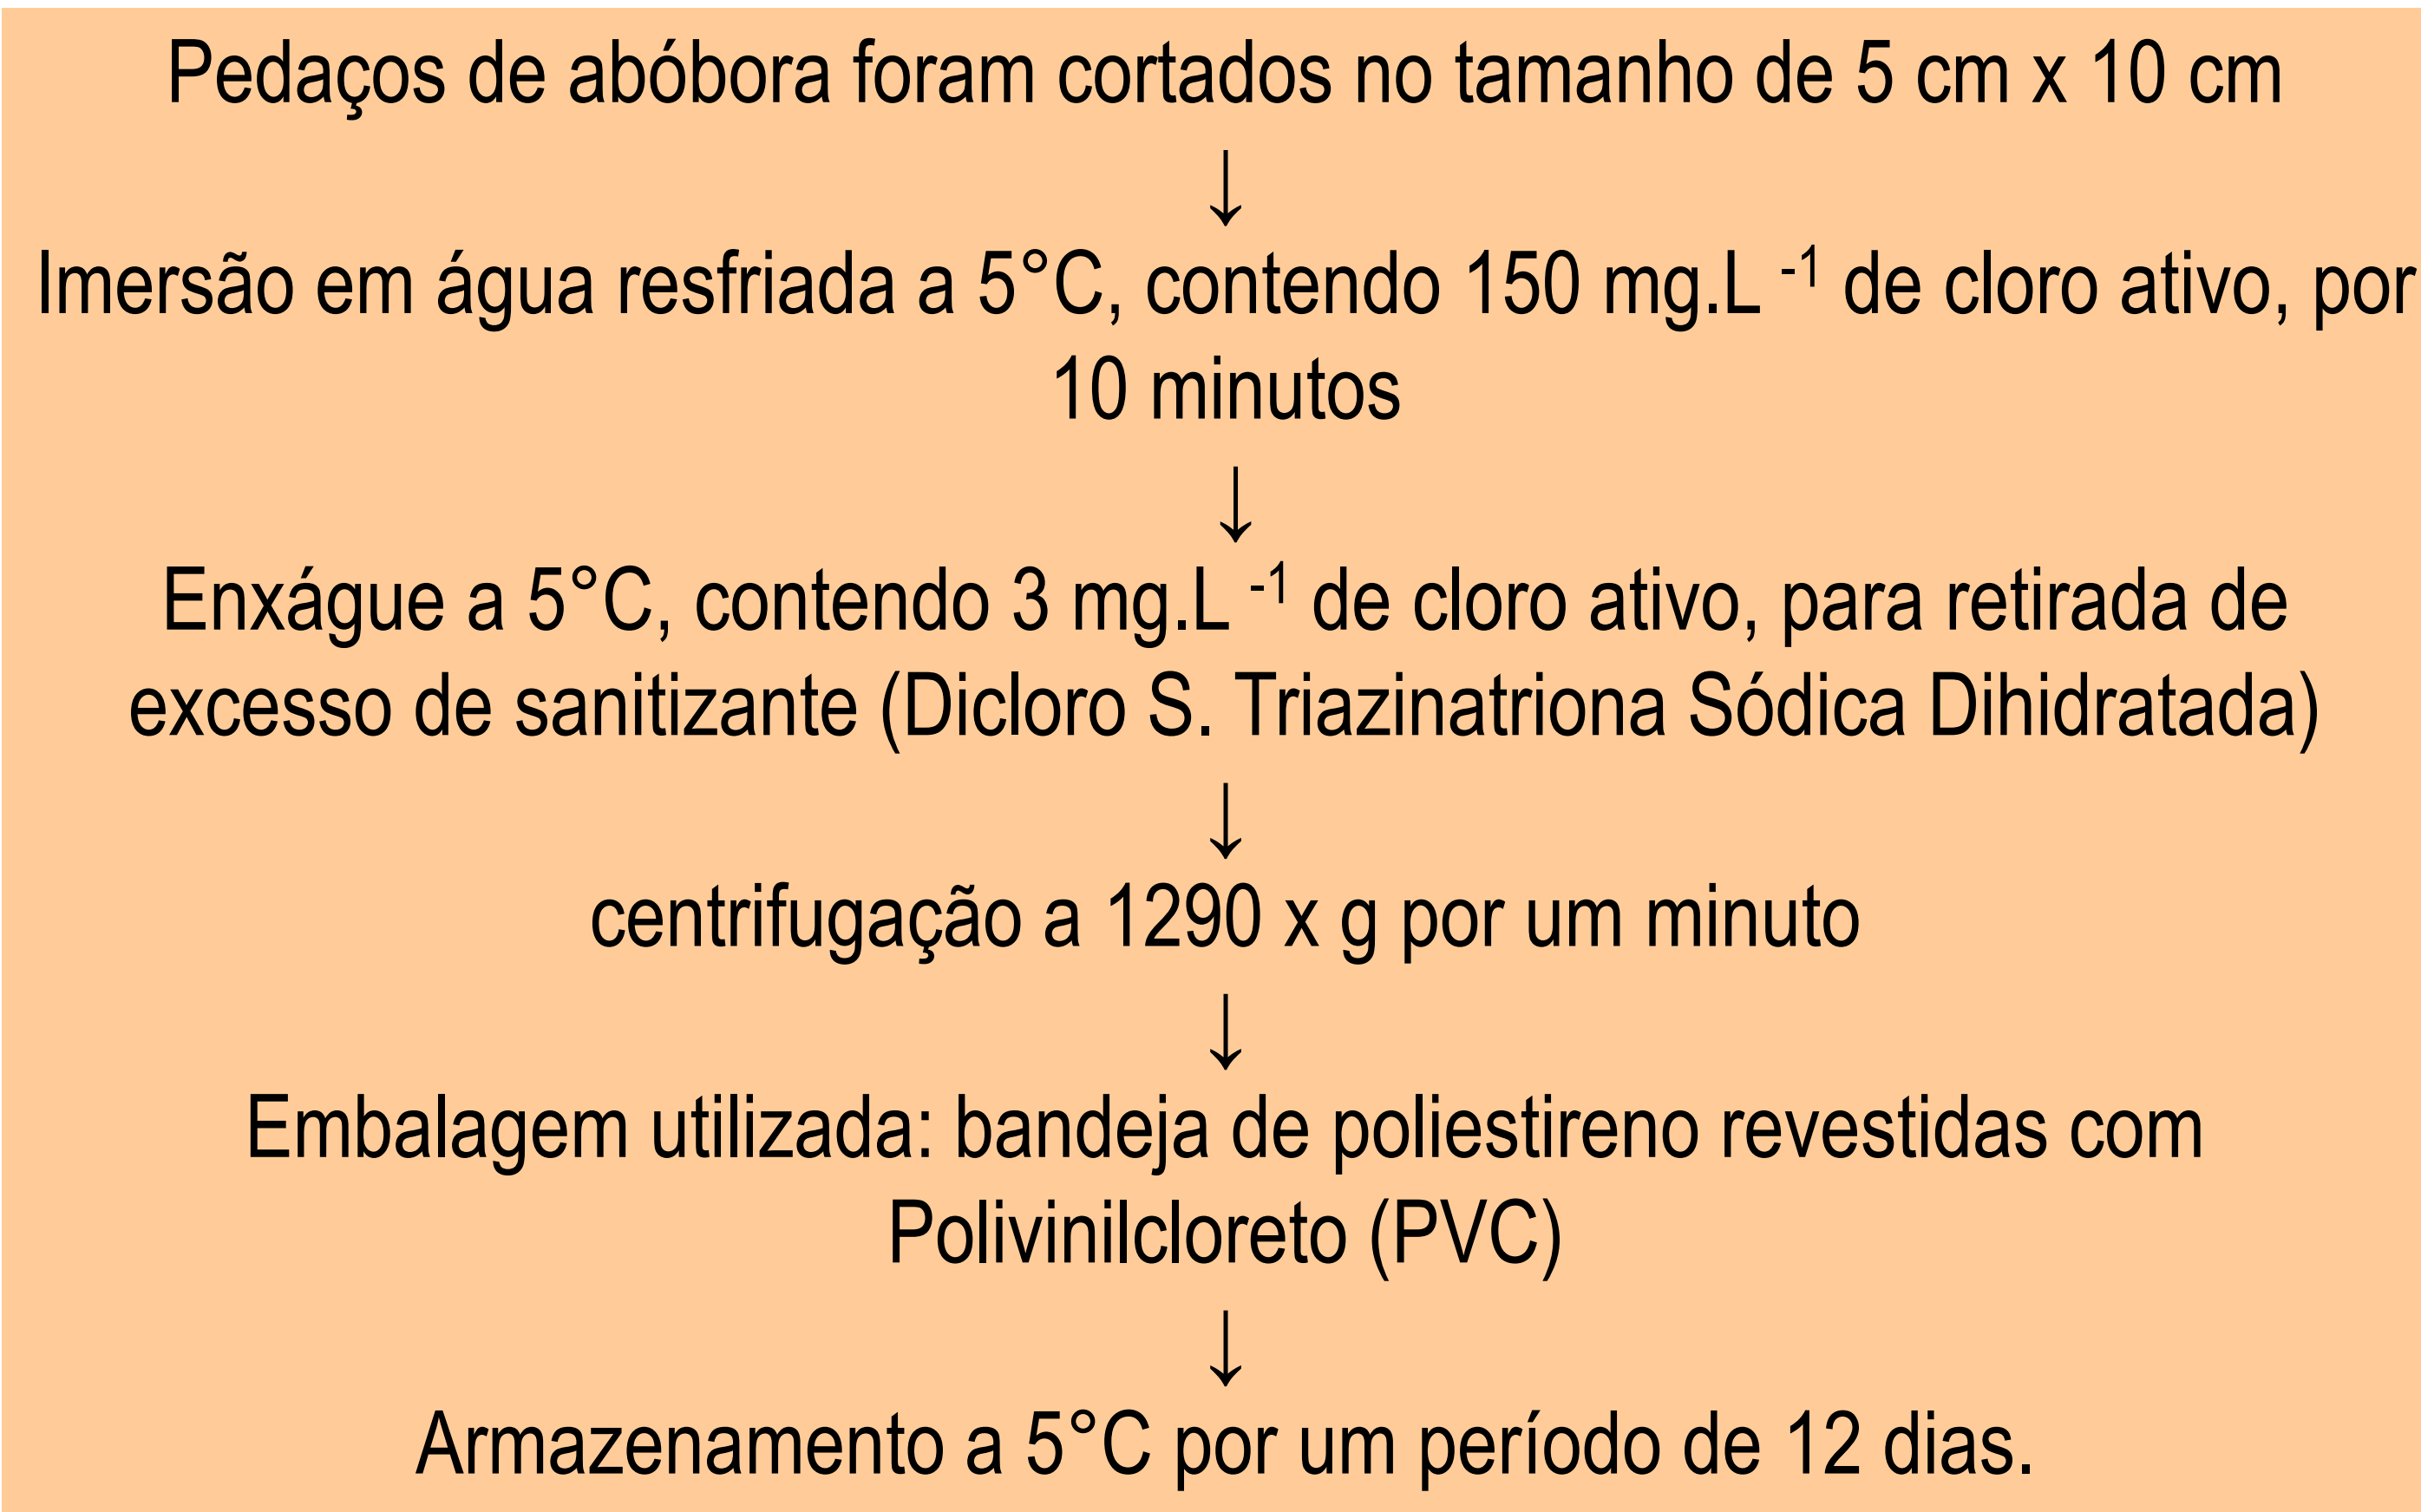 Pedaços de abóbora foram cortados no tamanho de 5 cm x 10 cm
↓
Imersão em água resfriada a 5°C, contendo 150 mg.L ⁻¹ de cloro ativo, por
10 minutos
↓
Enxágue a 5°C, contendo 3 mg.L ⁻¹ de cloro ativo, para retirada de
excesso de sanitizante (Dicloro S. Triazinatriona Sódica Dihidratada)
↓
centrifugação a 1290 x g por um minuto
↓
Embalagem utilizada: bandeja de poliestireno revestidas com
Polivinilcloreto (PVC)
↓
Armazenamento a 5°C por um período de 12 dias.